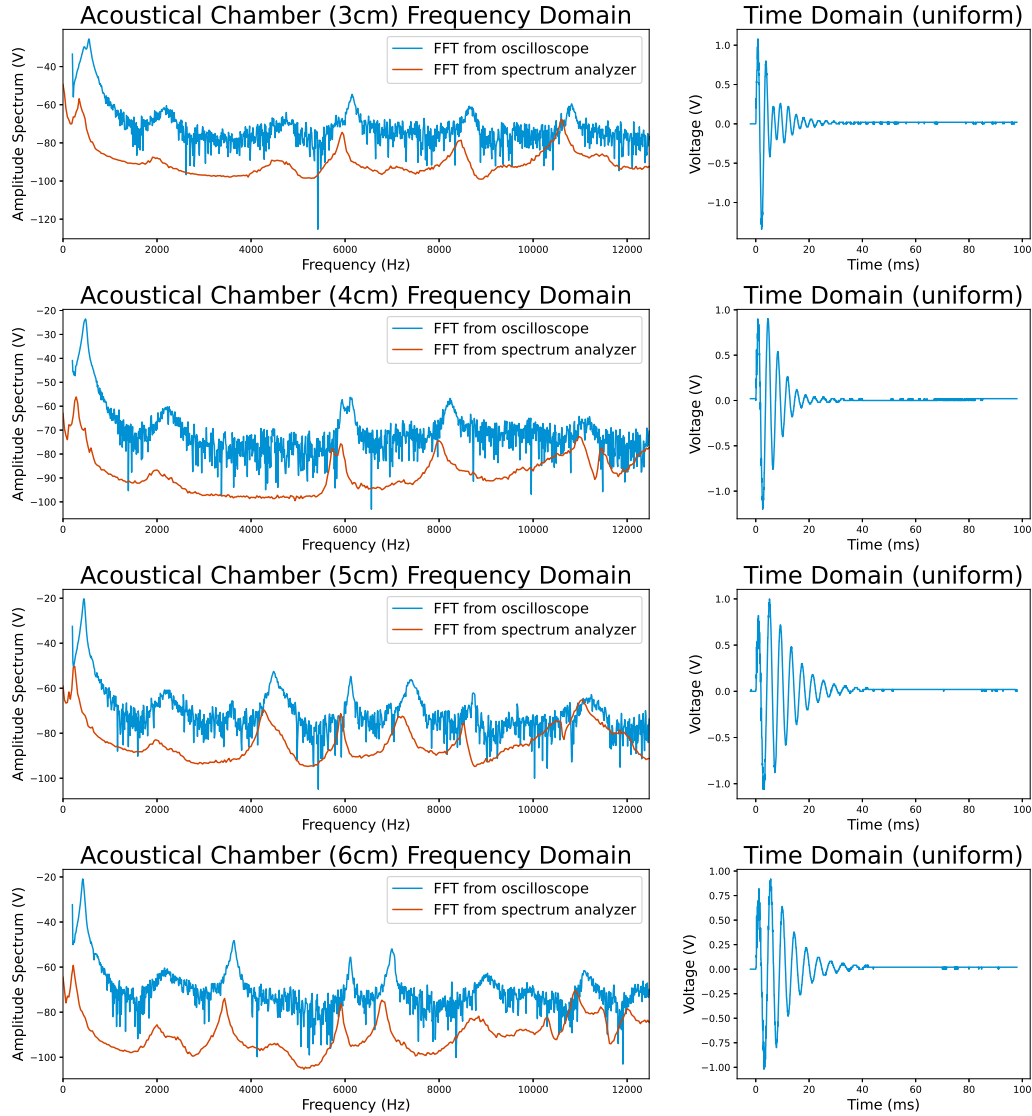 Acoustical Chamber (3cm) Frequency Domain
Amplitude Spectrum (V)
−40
−60
−80
−100
−120
FFT from oscilloscope
FFT from spectrum analyzer
0 2000 4000 6000 8000 10000 12000
Frequency (Hz)
Time Domain (uniform)
Voltage (V)
1.0
0.5
0.0
−0.5
−1.0
0 20 40 60 80 100
Time (ms)
Acoustical Chamber (4cm) Frequency Domain
Amplitude Spectrum (V)
−20
−30
−40
−50
−60
−70
−80
−90
−100
FFT from oscilloscope
FFT from spectrum analyzer
0 2000 4000 6000 8000 10000 12000
Frequency (Hz)
Time Domain (uniform)
Voltage (V)
1.0
0.5
0.0
−0.5
−1.0
0 20 40 60 80 100
Time (ms)
Acoustical Chamber (5cm) Frequency Domain
Amplitude Spectrum (V)
−20
−40
−60
−80
−100
FFT from oscilloscope
FFT from spectrum analyzer
0 2000 4000 6000 8000 10000 12000
Frequency (Hz)
Time Domain (uniform)
Voltage (V)
1.0
0.5
0.0
−0.5
−1.0
0 20 40 60 80 100
Time (ms)
Acoustical Chamber (6cm) Frequency Domain
Amplitude Spectrum (V)
−20
−40
−60
−80
−100
FFT from oscilloscope
FFT from spectrum analyzer
0 2000 4000 6000 8000 10000 12000
Frequency (Hz)
Time Domain (uniform)
Voltage (V)
1.00
0.75
0.50
0.25
0.00
−0.25
−0.50
−0.75
−1.00
0 20 40 60 80 100
Time (ms)